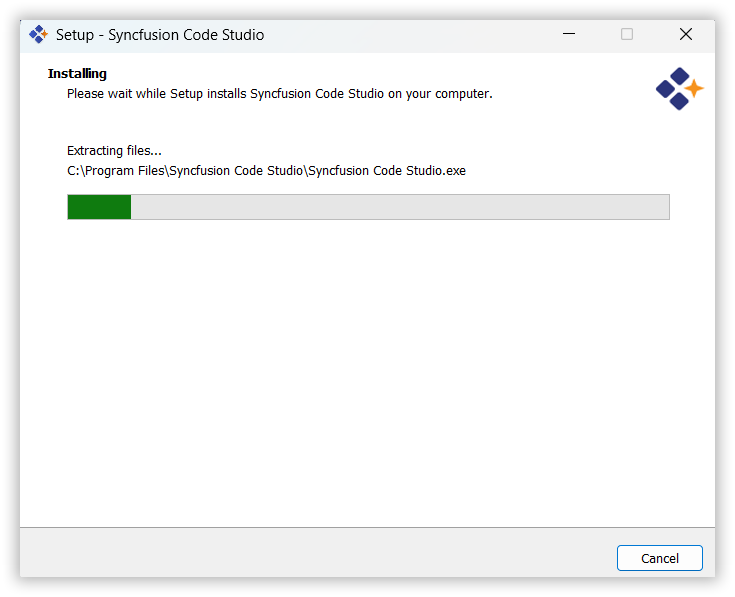 Setup - Syncfusion Code Studio
Installing
Please wait while Setup installs Syncfusion Code Studio on your computer.
Extracting files...
C:\Program Files\Syncfusion Code Studio\Syncfusion Code Studio.exe
Cancel